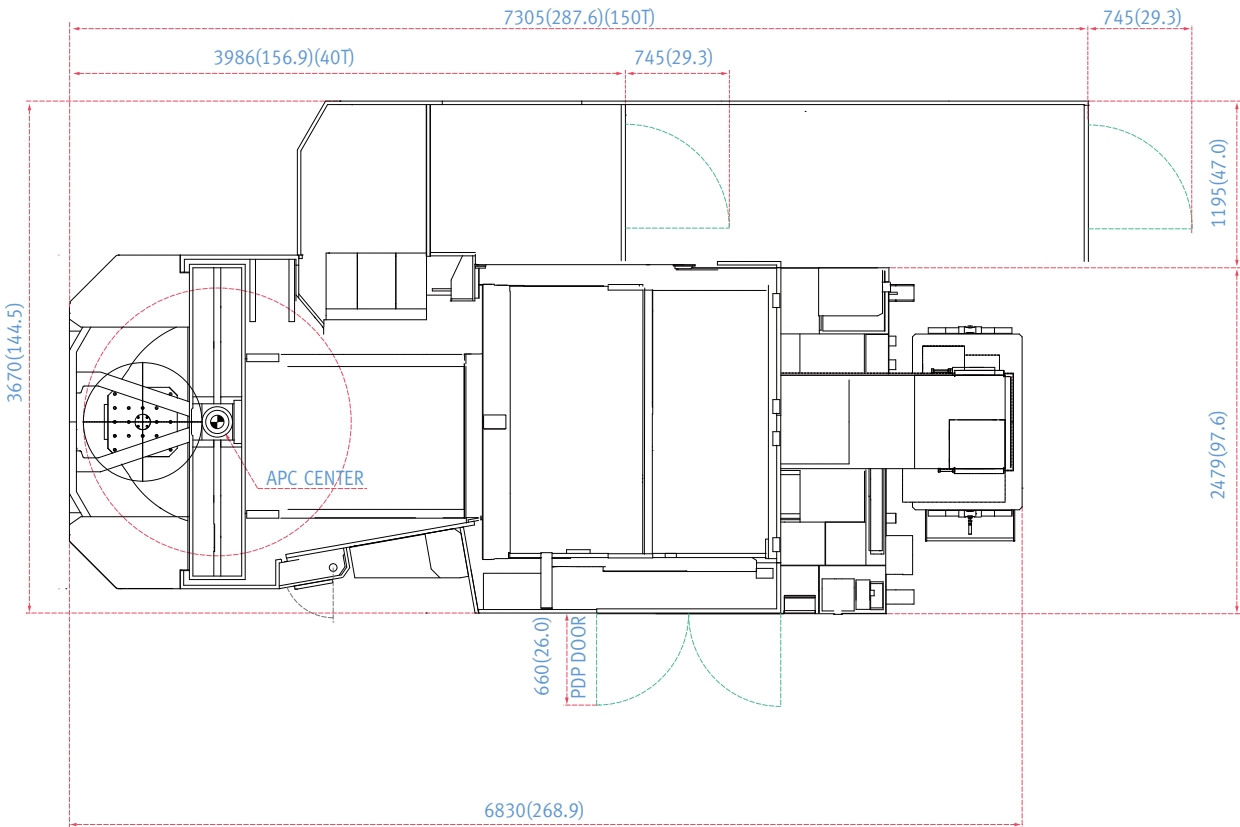 7305(287.6)(150T)
745(29.3)
3986(156.9)(40T)
745(29.3)
1195(47.0)
3670(144.5)
APC CENTER
2479(97.6)
660(26.0)
PDP DOOR
6830(268.9)